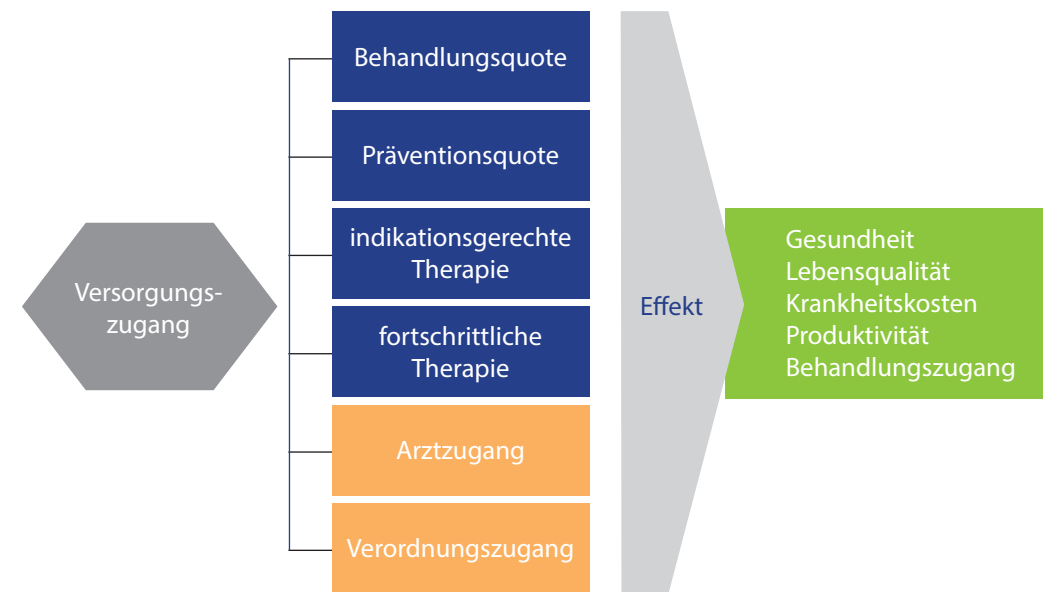 Versorgungs-
zugang
Behandlungsquote
Präventionsquote
indikationsgerechte
Therapie
fortschrittliche
Therapie
Arztzugang
Verordnungszugang
Effekt
Gesundheit
Lebensqualität
Krankheitskosten
Produktivität
Behandlungszugang